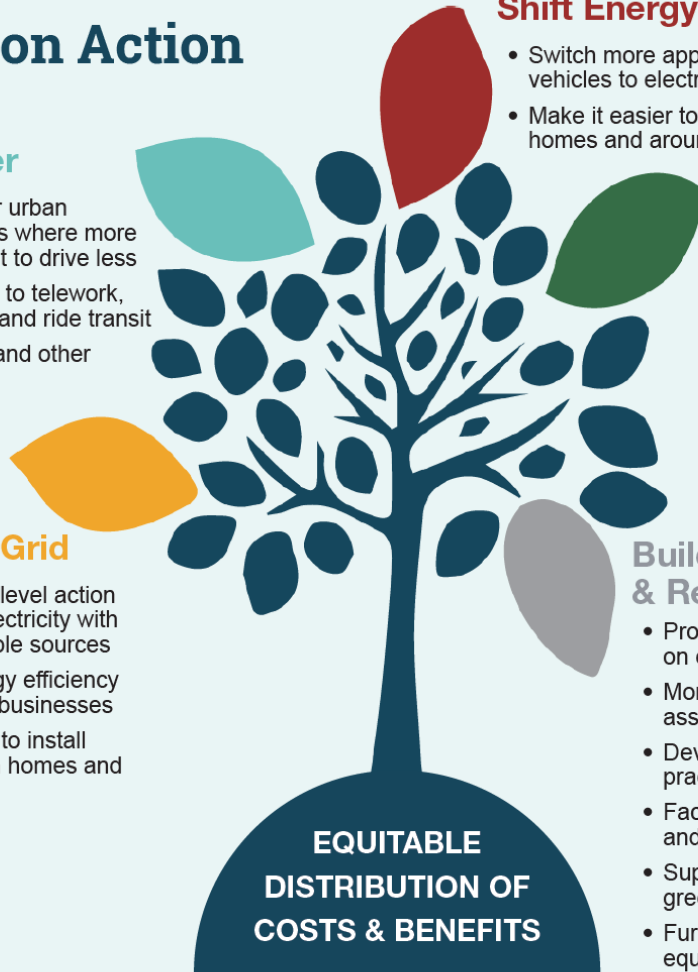 on Action
Shift Energy
• Switch more app
vehicles to electr
• Make it easier to
homes and arou
er
r urban
s where more
t to drive less
to telework,
and ride transit
and other
Grid
level action
ectricity with
ble sources
gy efficiency
businesses
to install
homes and
Buil
& Re
• Pro
on
• Mo
ass
• Dev
pra
• Fac
and
• Sup
gre
• Fur
equ
EQUITABLE
DISTRIBUTION OF
COSTS & BENEFITS